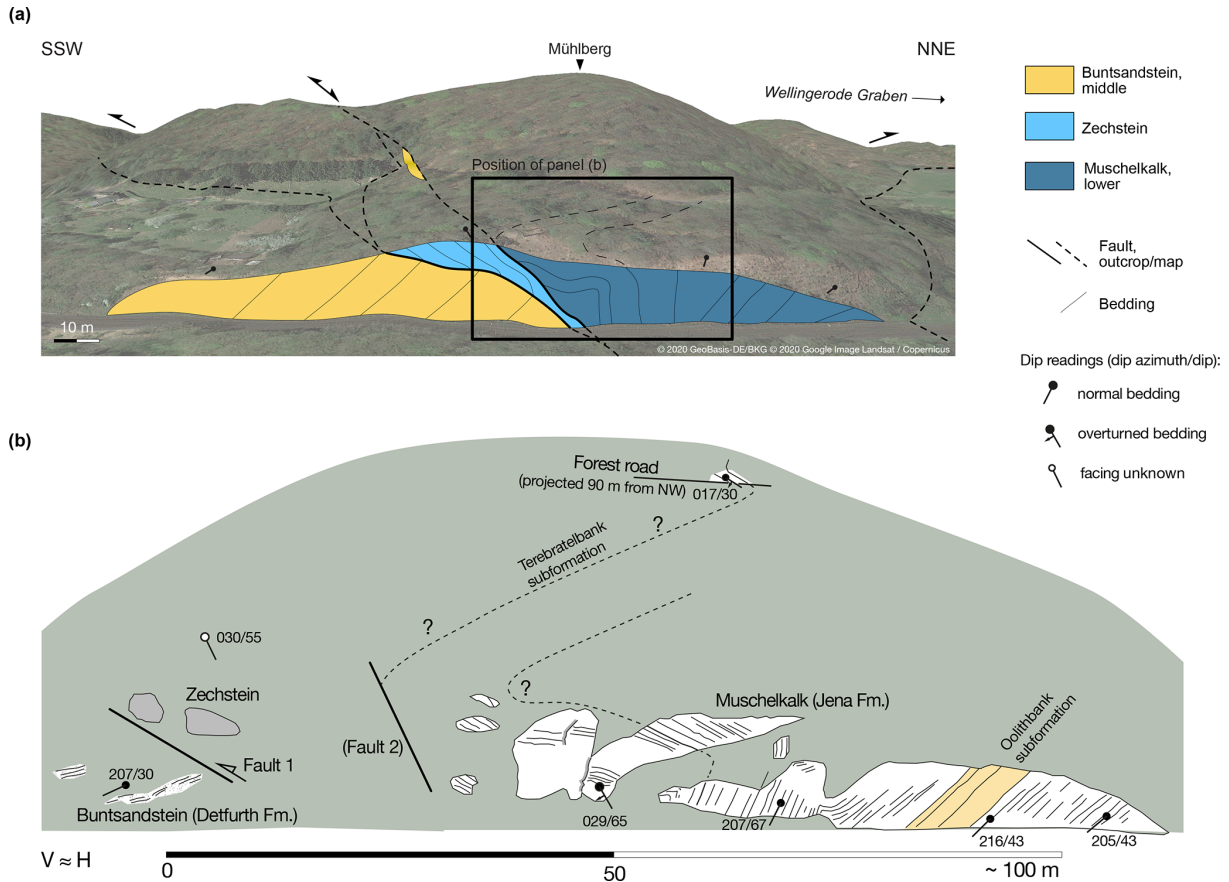 (a)
SSW
Mühlberg
NNE
Wellingerode Graben
Position of panel (b)
10 m
© 2020 GeoBasis-DE/BKG © 2020 Google Image Landsat / Copernicus
Buntsandstein,
middle
Zechstein
Muschelkalk,
lower
Fault,
outcrop/map
Bedding
Dip readings (dip azimuth/dip):
normal bedding
overturned bedding
facing unknown
(b)
Forest road
(projected 90 m from NW)
017/30
?
Terebratelbank
subformation
?
030/55
?
Zechstein
Muschelkalk (Jena Fm.)
Oolithbank
subformation
(Fault 2)
Fault 1
207/30
Buntsandstein (Detfurth Fm.)
029/65
207/67
216/43
205/43
V ≈ H
0
50
~ 100 m